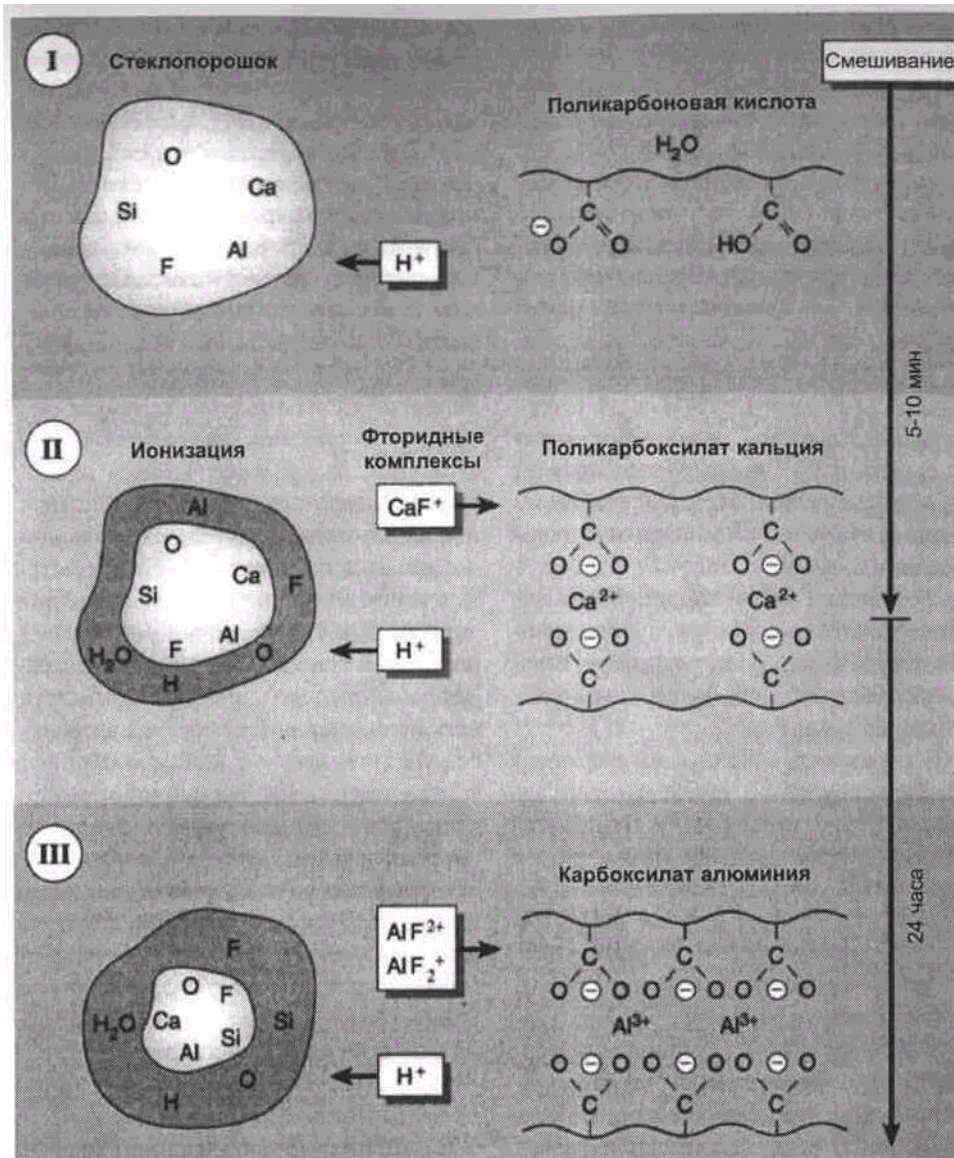 I
Стеклопорошок
Смешивание
Поликарбоновая кислота
H₂O
O
Ca
Si
Al
F
H⁺
C
C
⊖
O
O
HO
O
5-10 мин
II
Ионизация
Фторидные
комплексы
Поликарбоксилат кальция
Al
CaF⁺
O
Ca
F
Si
Al
F
H₂O
O
H
H⁺
C
C
O ⊖ O
O ⊖ O
Ca²⁺
Ca²⁺
O ⊖ O
O ⊖ O
C
C
III
Карбоксилат алюминия
AlF²⁺
AlF₂⁺
F
O
F
H₂O
Ca
Si
Si
Al
O
H
H⁺
C
C
C
O ⊖ O O ⊖ O O ⊖ O
Al³⁺
Al³⁺
O ⊖ O O ⊖ O O ⊖ O
C
C
C
24 часа